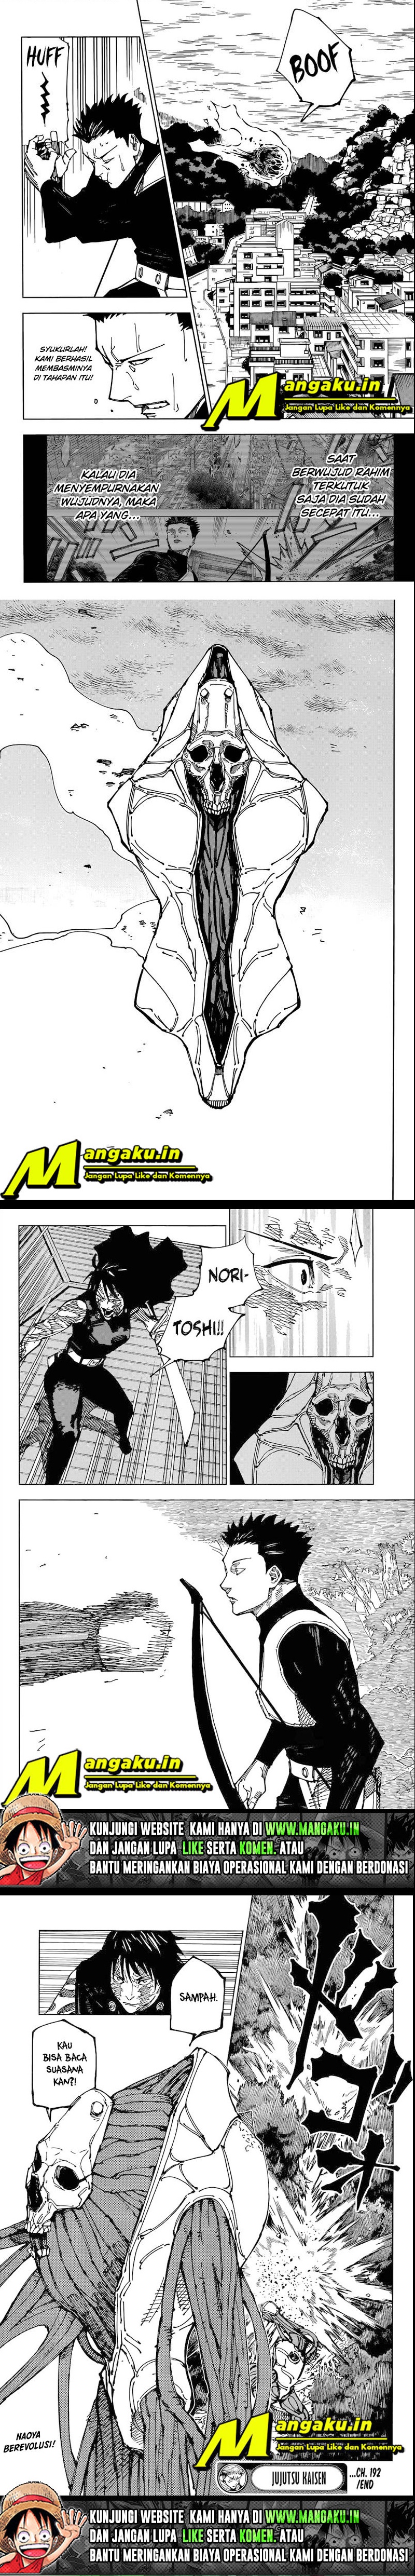 HUFF
BOOF
SYUKURLAH!
KAMI BERHASIL
MEMBASMINYA
DI TAHAPAN ITU!
Mangaku.in
Jangan Lupa Like dan Komennya
SAAT
BERWUJUD RAHIM
TERKUTUK
SAJA DIA SUDAH
SECEPAT ITU...
KALAU DIA
MENYEMPURNAKAN
WUJUDNYA, MAKA
APA YANG...
Mangaku.in
Jangan Lupa Like dan Komennya
NORI-
TOSHI!!
Mangaku.in
Jangan Lupa Like dan Komennya
KUNJUNGI WEBSITE KAMI HANYA DI WWW.MANGAKU.IN
DAN JANGAN LUPA LIKE SERTA KOMEN. ATAU
BANTU MERINGANKAN BIAYA OPERASIONAL KAMI DENGAN BERDONASI
SAMPAH.
KAU
BISA BACA
SUASANA
KAN?!
ドゴォ
NAOYA
BEREVOLUSI!!
Mangaku.in
Jangan Lupa Like dan Komennya
JUJUTSU KAISEN
...CH. 192
/END
KUNJUNGI WEBSITE KAMI HANYA DI WWW.MANGAKU.IN
DAN JANGAN LUPA LIKE SERTA KOMEN. ATAU
BANTU MERINGANKAN BIAYA OPERASIONAL KAMI DENGAN BERDONASI